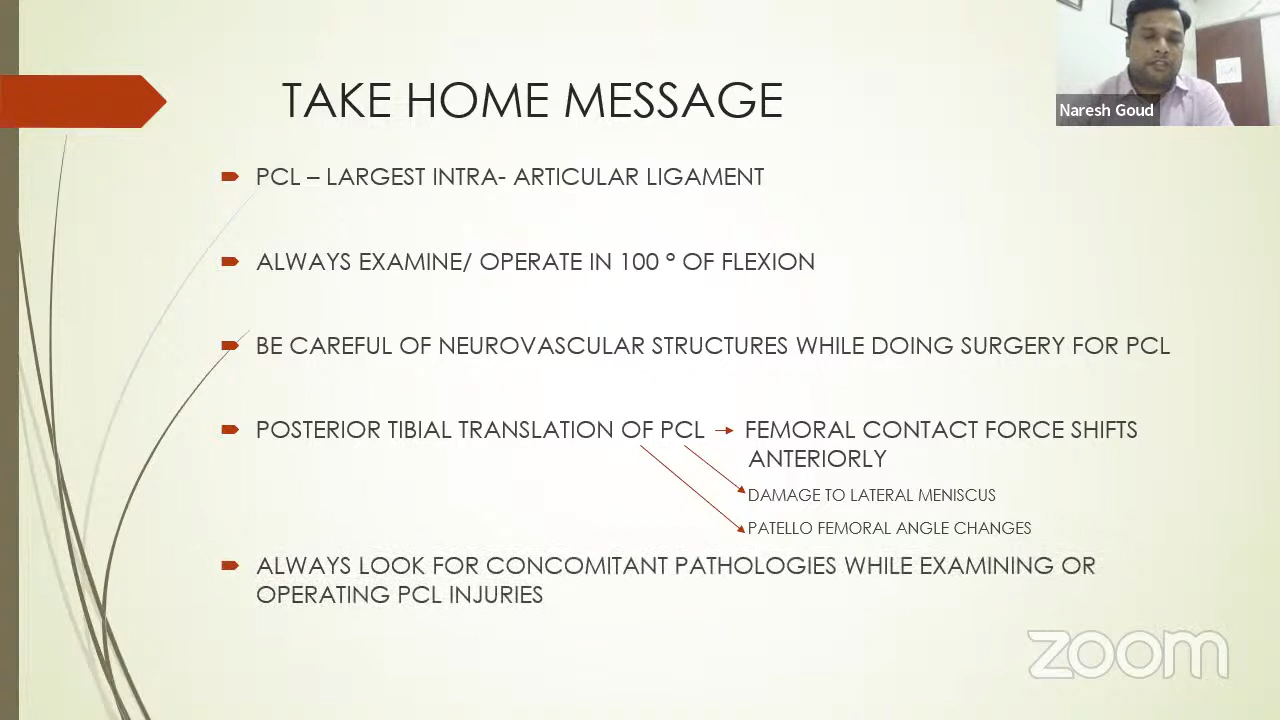 TAKE HOME MESSAGE
Naresh Goud
PCL – LARGEST INTRA- ARTICULAR LIGAMENT
ALWAYS EXAMINE/ OPERATE IN 100 ° OF FLEXION
BE CAREFUL OF NEUROVASCULAR STRUCTURES WHILE DOING SURGERY FOR PCL
POSTERIOR TIBIAL TRANSLATION OF PCL → FEMORAL CONTACT FORCE SHIFTS
ANTERIORLY
DAMAGE TO LATERAL MENISCUS
PATELLO FEMORAL ANGLE CHANGES
ALWAYS LOOK FOR CONCOMITANT PATHOLOGIES WHILE EXAMINING OR
OPERATING PCL INJURIES
zoom